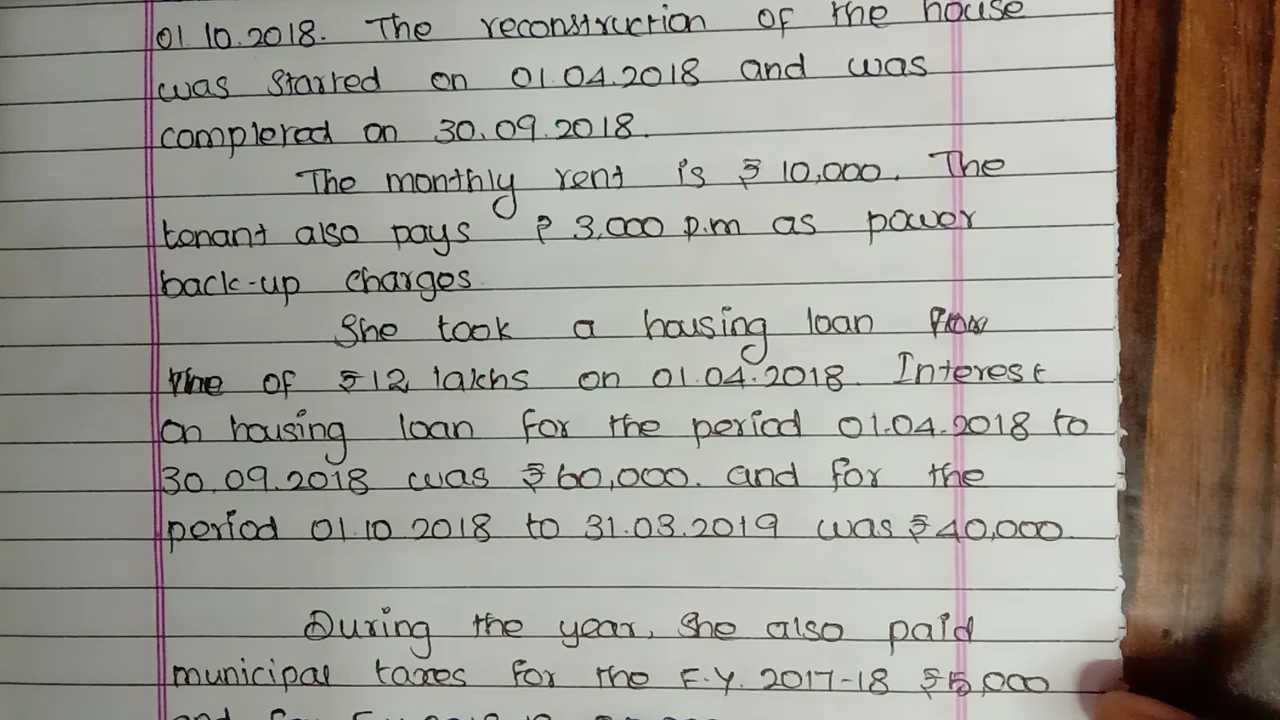 01.10.2018. The reconstruction of the house
was started on 01.04.2018 and was
completed on 30.09.2018.
The monthly rent is ₹ 10,000. The
tenant also pays ₹ 3,000 p.m as power
back-up charges.
She took a housing loan
of ₹12 lakhs on 01.04.2018. Interest
on housing loan for the period 01.04.2018 to
30.09.2018 was ₹60,000. and for the
period 01.10 2018 to 31.03.2019 was ₹40,000.
During the year, she also paid
municipal taxes for the F.Y. 2017-18 ₹5,000